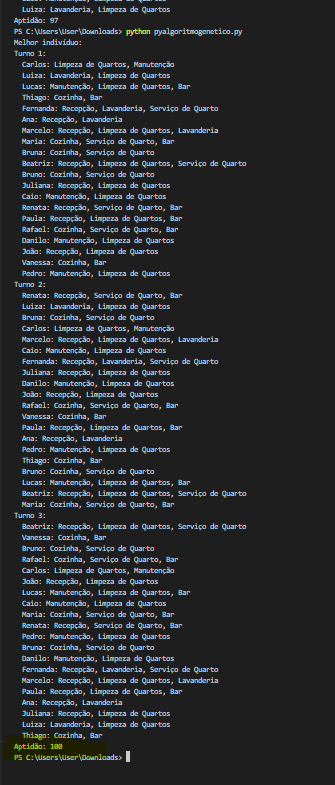 Luiza: Lavanderia, Limpeza de Quartos
Aptidão: 97
PS C:\Users\User\Downloads> python pyalgoritmogenetico.py
Melhor indivíduo:
Turno 1:
Carlos: Limpeza de Quartos, Manutenção
Luiza: Lavanderia, Limpeza de Quartos
Lucas: Manutenção, Limpeza de Quartos, Bar
Thiago: Cozinha, Bar
Fernanda: Recepção, Lavanderia, Serviço de Quarto
Ana: Recepção, Lavanderia
Marcelo: Recepção, Limpeza de Quartos, Lavanderia
Maria: Cozinha, Serviço de Quarto, Bar
Bruna: Cozinha, Serviço de Quarto
Beatriz: Recepção, Limpeza de Quartos, Serviço de Quarto
Bruno: Cozinha, Serviço de Quarto
Juliana: Recepção, Limpeza de Quartos
Caio: Manutenção, Limpeza de Quartos
Renata: Recepção, Serviço de Quarto, Bar
Paula: Recepção, Limpeza de Quartos, Bar
Rafael: Cozinha, Serviço de Quarto, Bar
Danilo: Manutenção, Limpeza de Quartos
João: Recepção, Limpeza de Quartos
Vanessa: Cozinha, Bar
Pedro: Manutenção, Limpeza de Quartos
Turno 2:
Renata: Recepção, Serviço de Quarto, Bar
Luiza: Lavanderia, Limpeza de Quartos
Bruna: Cozinha, Serviço de Quarto
Carlos: Limpeza de Quartos, Manutenção
Marcelo: Recepção, Limpeza de Quartos, Lavanderia
Caio: Manutenção, Limpeza de Quartos
Fernanda: Recepção, Lavanderia, Serviço de Quarto
Juliana: Recepção, Limpeza de Quartos
Danilo: Manutenção, Limpeza de Quartos
João: Recepção, Limpeza de Quartos
Rafael: Cozinha, Serviço de Quarto, Bar
Vanessa: Cozinha, Bar
Paula: Recepção, Limpeza de Quartos, Bar
Ana: Recepção, Lavanderia
Pedro: Manutenção, Limpeza de Quartos
Thiago: Cozinha, Bar
Bruno: Cozinha, Serviço de Quarto
Lucas: Manutenção, Limpeza de Quartos, Bar
Beatriz: Recepção, Limpeza de Quartos, Serviço de Quarto
Maria: Cozinha, Serviço de Quarto, Bar
Turno 3:
Beatriz: Recepção, Limpeza de Quartos, Serviço de Quarto
Vanessa: Cozinha, Bar
Bruno: Cozinha, Serviço de Quarto
Rafael: Cozinha, Serviço de Quarto, Bar
Carlos: Limpeza de Quartos, Manutenção
João: Recepção, Limpeza de Quartos
Lucas: Manutenção, Limpeza de Quartos, Bar
Caio: Manutenção, Limpeza de Quartos
Maria: Cozinha, Serviço de Quarto, Bar
Renata: Recepção, Serviço de Quarto, Bar
Pedro: Manutenção, Limpeza de Quartos
Bruna: Cozinha, Serviço de Quarto
Danilo: Manutenção, Limpeza de Quartos
Fernanda: Recepção, Lavanderia, Serviço de Quarto
Marcelo: Recepção, Limpeza de Quartos, Lavanderia
Paula: Recepção, Limpeza de Quartos, Bar
Ana: Recepção, Lavanderia
Juliana: Recepção, Limpeza de Quartos
Luiza: Lavanderia, Limpeza de Quartos
Thiago: Cozinha, Bar
Aptidão: 100
PS C:\Users\User\Downloads>